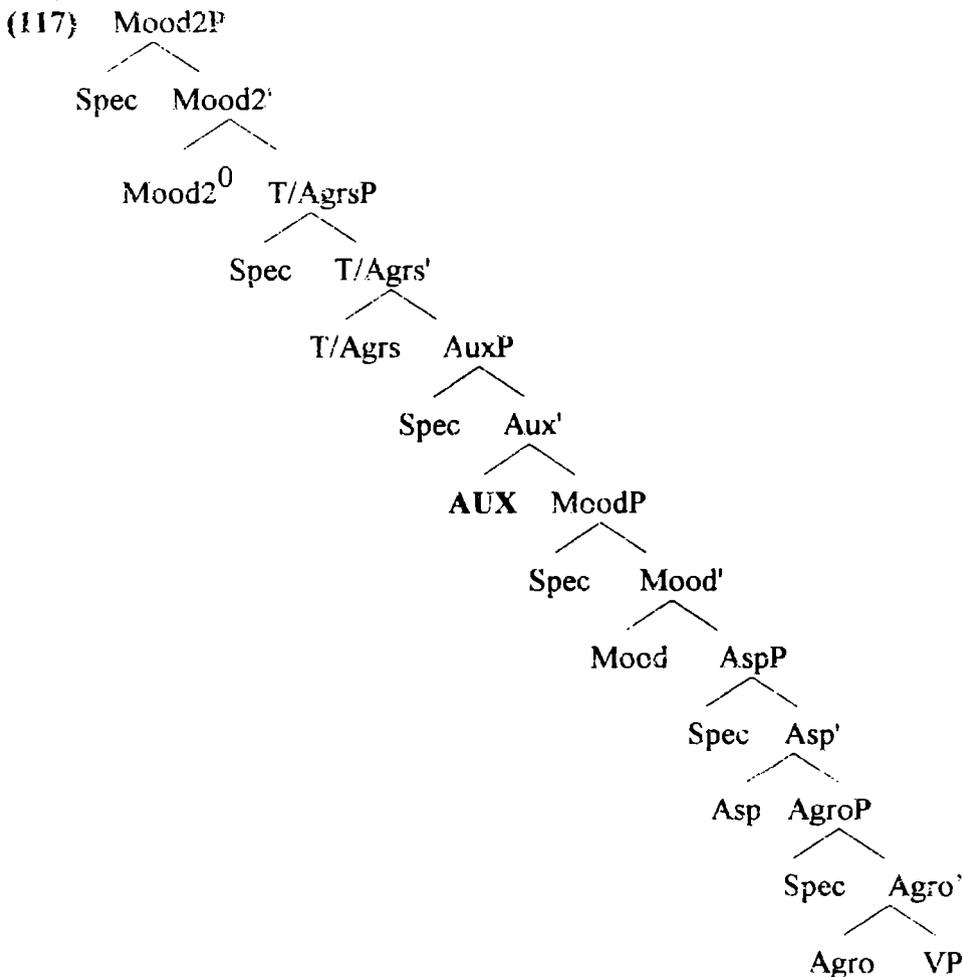 (117) Mood2P
Spec Mood2'
Mood2⁰ T/AgrsP
Spec T/Agrs'
T/Agrs AuxP
Spec Aux'
AUX MoodP
Spec Mood'
Mood AspP
Spec Asp'
Asp AgroP
Spec Agro'
Agro VP